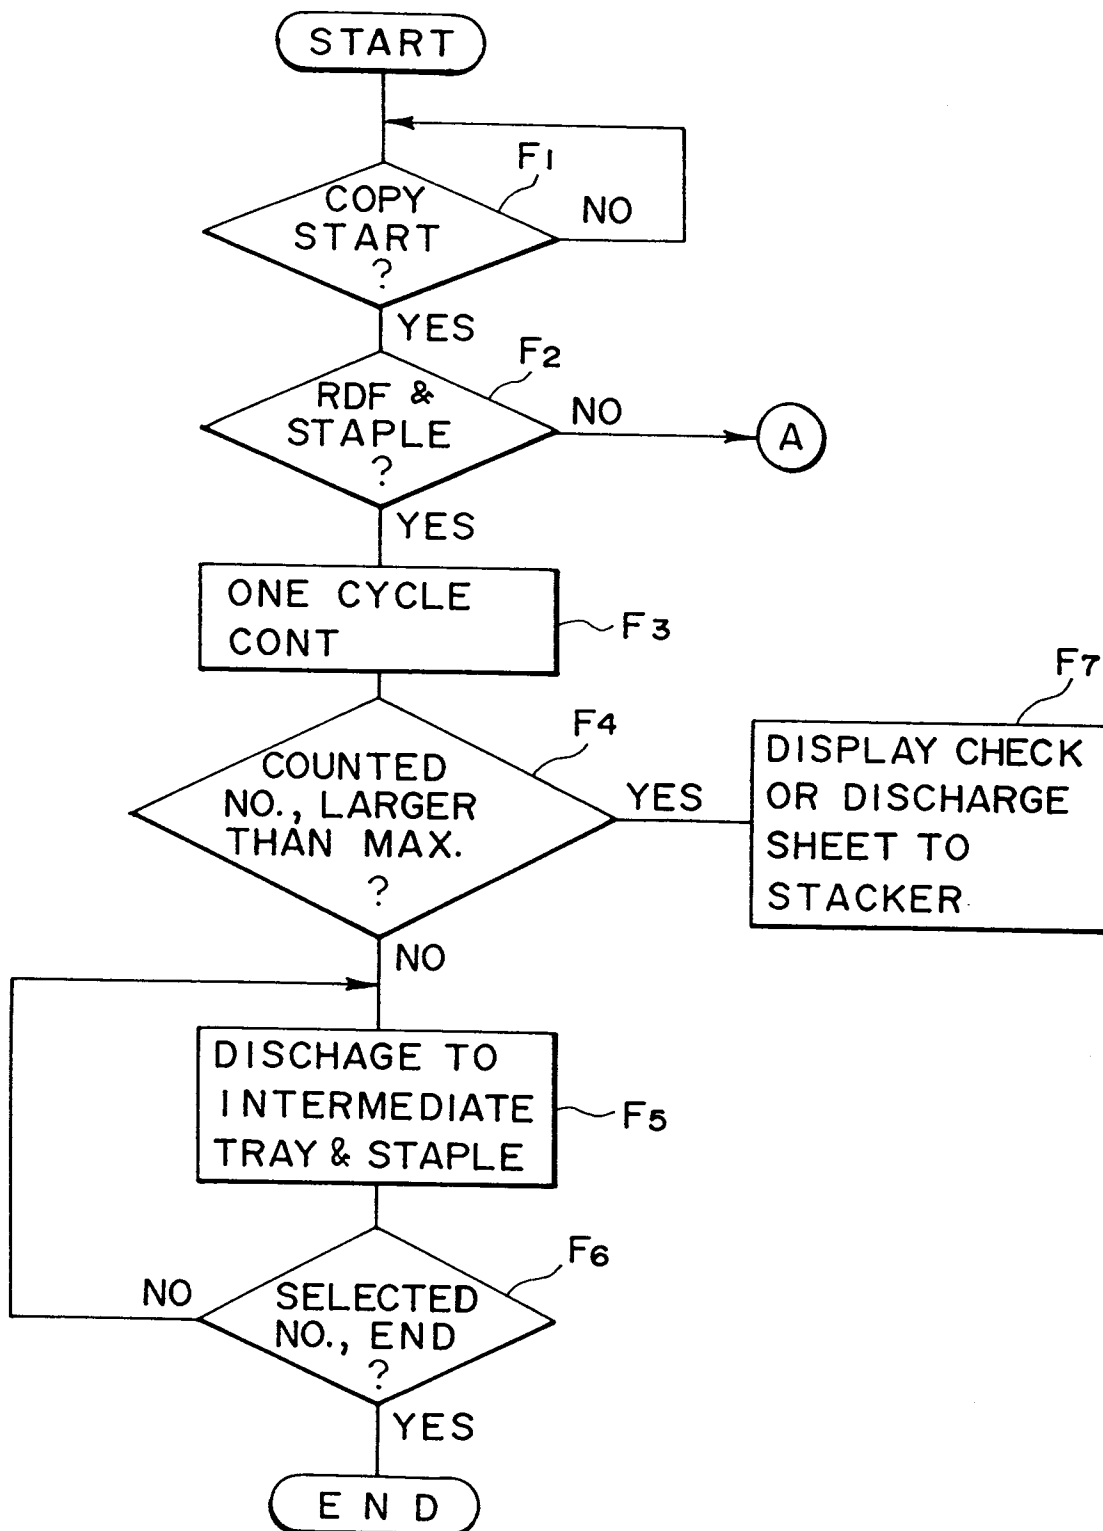 START
F1
COPY
START
?
NO
YES
F2
RDF &
STAPLE
?
NO
A
YES
ONE CYCLE
CONT
F3
F4
COUNTED
NO., LARGER
THAN MAX.
?
YES
F7
DISPLAY CHECK
OR DISCHARGE
SHEET TO
STACKER
NO
DISCHAGE TO
INTERMEDIATE
TRAY & STAPLE
F5
F6
SELECTED
NO., END
?
NO
YES
END